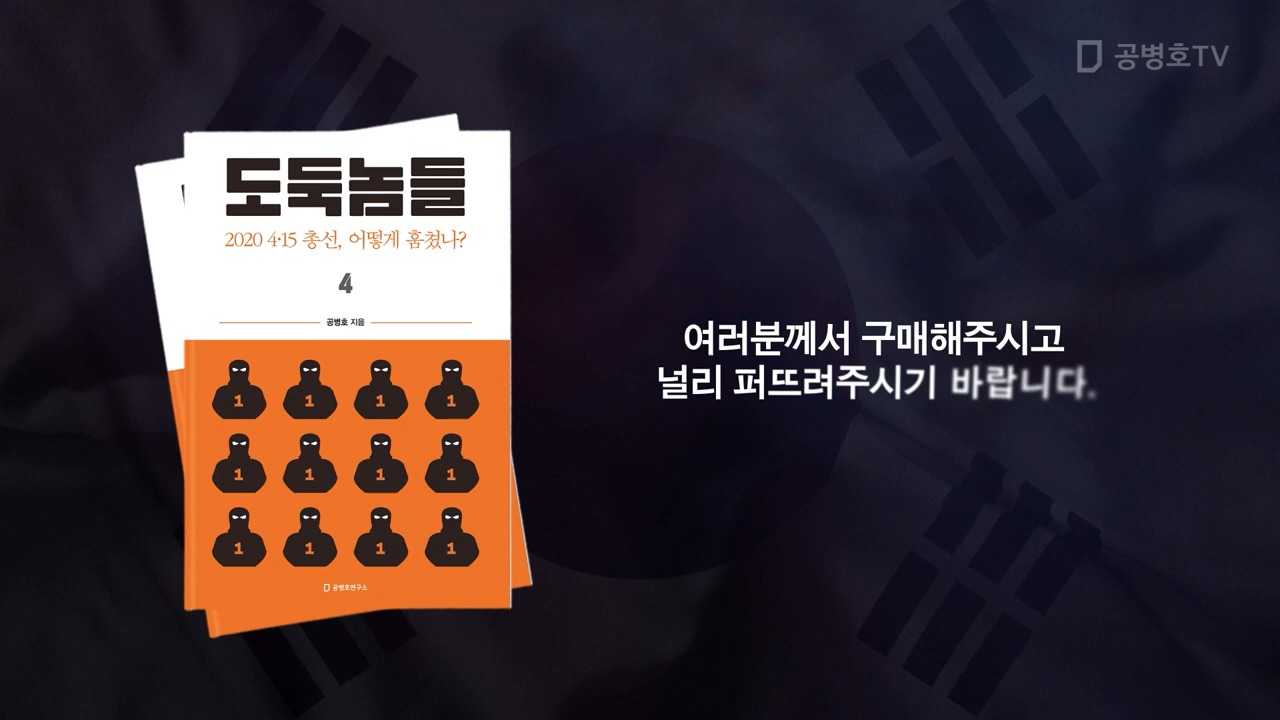 공병호TV
도둑놈들
2020 4·15 총선, 어떻게 훔쳤나?
4
공병호 지음
1 1 1 1
1 1 1 1
1 1 1 1
공병호연구소
여러분께서 구매해주시고
널리 퍼뜨려주시기 바랍니다.